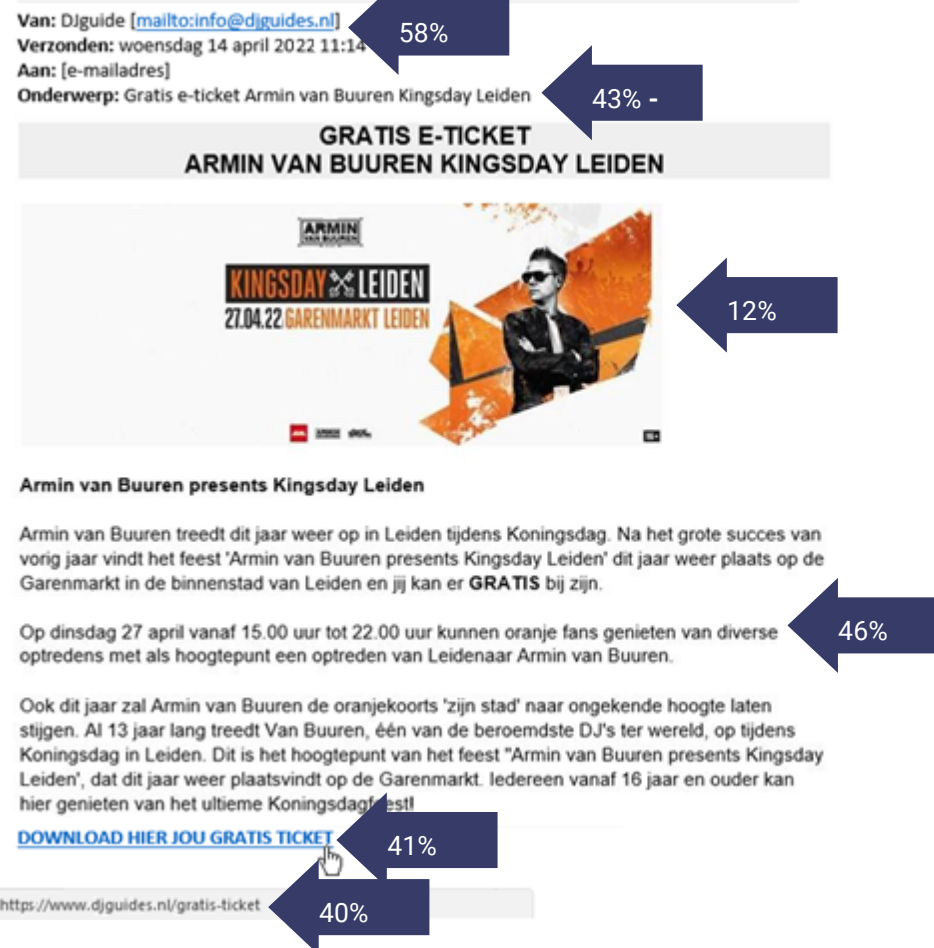 Van: DJguide [mailto:info@djguides.nl]
58%
Verzonden: woensdag 14 april 2022 11:14
Aan: [e-mailadres]
Onderwerp: Gratis e-ticket Armin van Buuren Kingsday Leiden
43% -
GRATIS E-TICKET
ARMIN VAN BUUREN KINGSDAY LEIDEN
ARMIN
VAN BUUREN
KINGSDAY LEIDEN
27.04.22 GARENMARKT LEIDEN
12%
Armin van Buuren presents Kingsday Leiden
Armin van Buuren treedt dit jaar weer op in Leiden tijdens Koningsdag. Na het grote succes van
vorig jaar vindt het feest 'Armin van Buuren presents Kingsday Leiden' dit jaar weer plaats op de
Garenmarkt in de binnenstad van Leiden en jij kan er GRATIS bij zijn.
Op dinsdag 27 april vanaf 15.00 uur tot 22.00 uur kunnen oranje fans genieten van diverse
46%
optredens met als hoogtepunt een optreden van Leidenaar Armin van Buuren.
Ook dit jaar zal Armin van Buuren de oranjekoorts 'zijn stad' naar ongekende hoogte laten
stijgen. Al 13 jaar lang treedt Van Buuren, één van de beroemdste DJ's ter wereld, op tijdens
Koningsdag in Leiden. Dit is het hoogtepunt van het feest "Armin van Buuren presents Kingsday
Leiden', dat dit jaar weer plaatsvindt op de Garenmarkt. Iedereen vanaf 16 jaar en ouder kan
hier genieten van het ultieme Koningsdagfeest!
DOWNLOAD HIER JOU GRATIS TICKET
41%
https://www.djguides.nl/gratis-ticket
40%